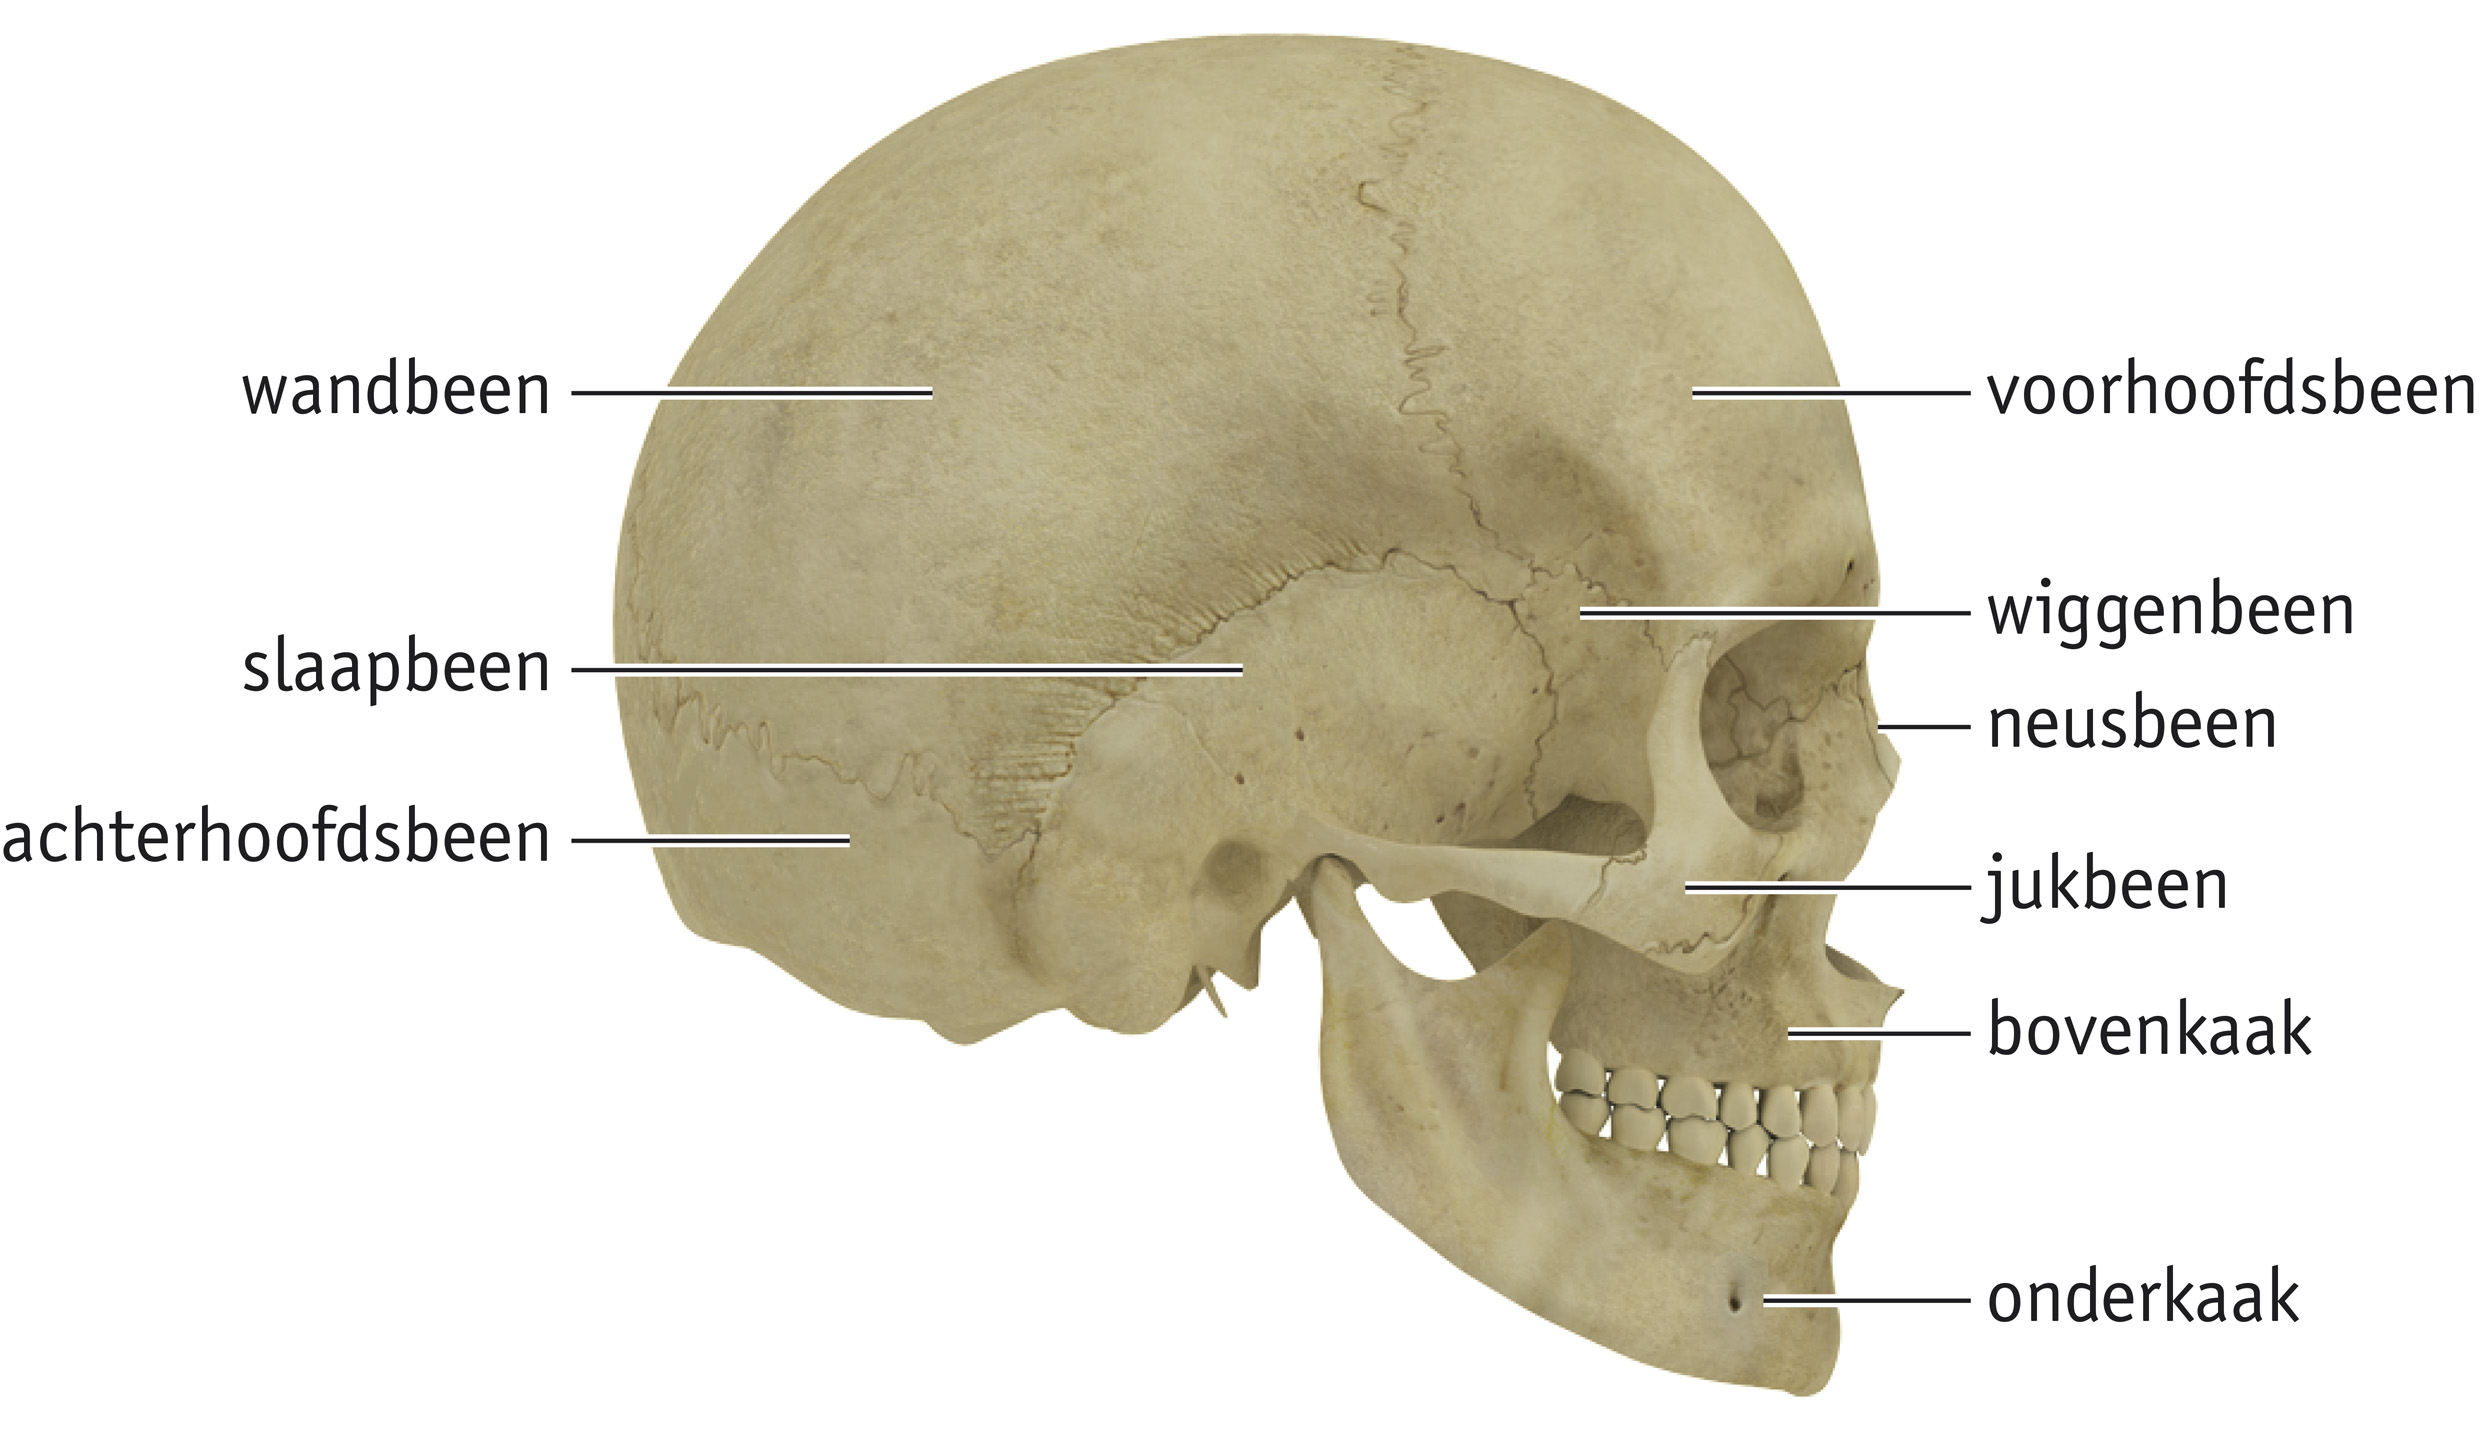 wandbeen
slaapbeen
achterhoofdsbeen
voorhoofdsbeen
wiggenbeen
neusbeen
jukbeen
bovenkaak
onderkaak